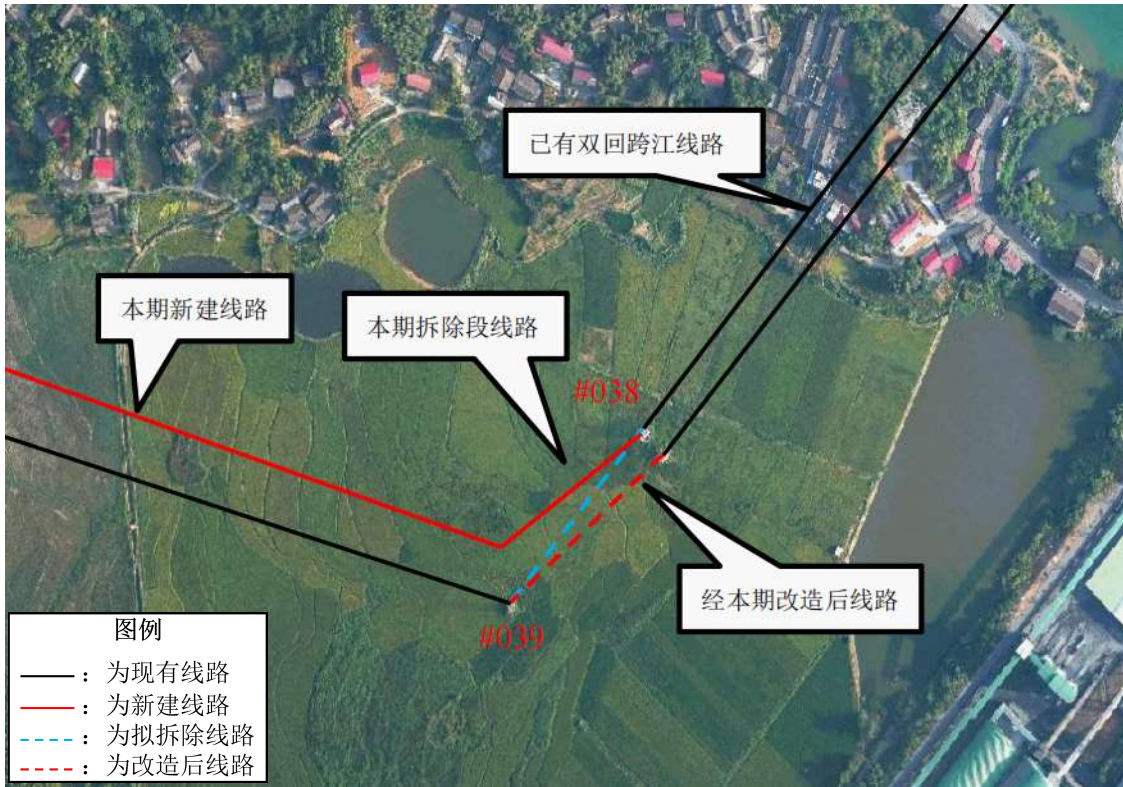 已有双回跨江线路
本期新建线路
本期拆除段线路
#038
经本期改造后线路
#039
图例
：为现有线路
：为新建线路
：为拟拆除线路
：为改造后线路